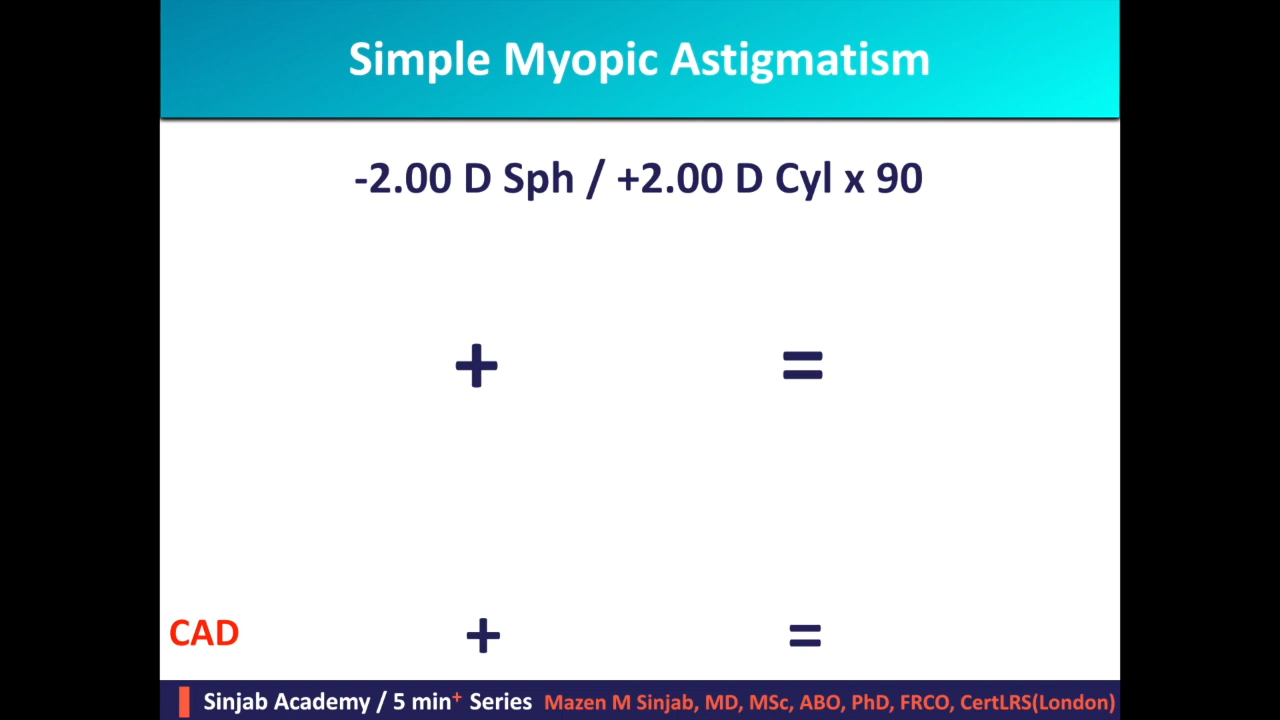 Simple Myopic Astigmatism
-2.00 D Sph / +2.00 D Cyl x 90
+ =
CAD + =
Sinjab Academy / 5 min+ Series Mazen M Sinjab, MD, MSc, ABO, PhD, FRCO, CertLRS(London)